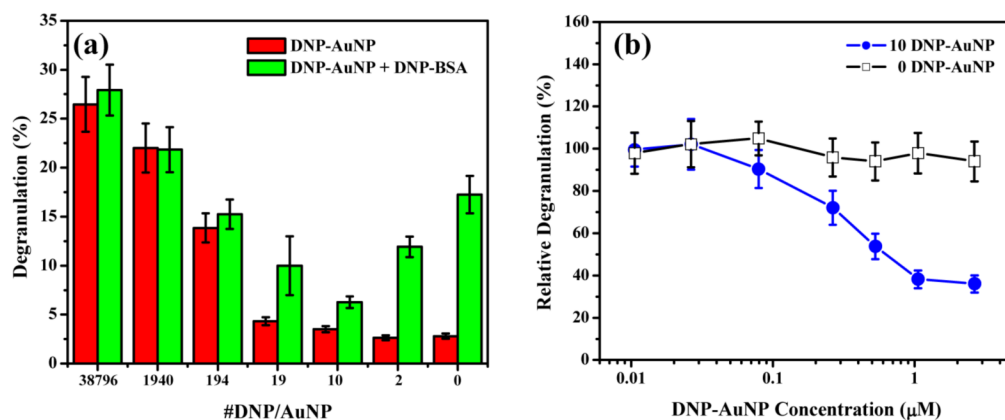 (a)
DNP-AuNP
DNP-AuNP + DNP-BSA
Degranulation (%)
35
30
25
20
15
10
5
0
38796 1940 194 19 10 2 0
#DNP/AuNP
(b)
10 DNP-AuNP
0 DNP-AuNP
Relative Degranulation (%)
160
140
120
100
80
60
40
20
0
0.01 0.1 1
DNP-AuNP Concentration (μM)